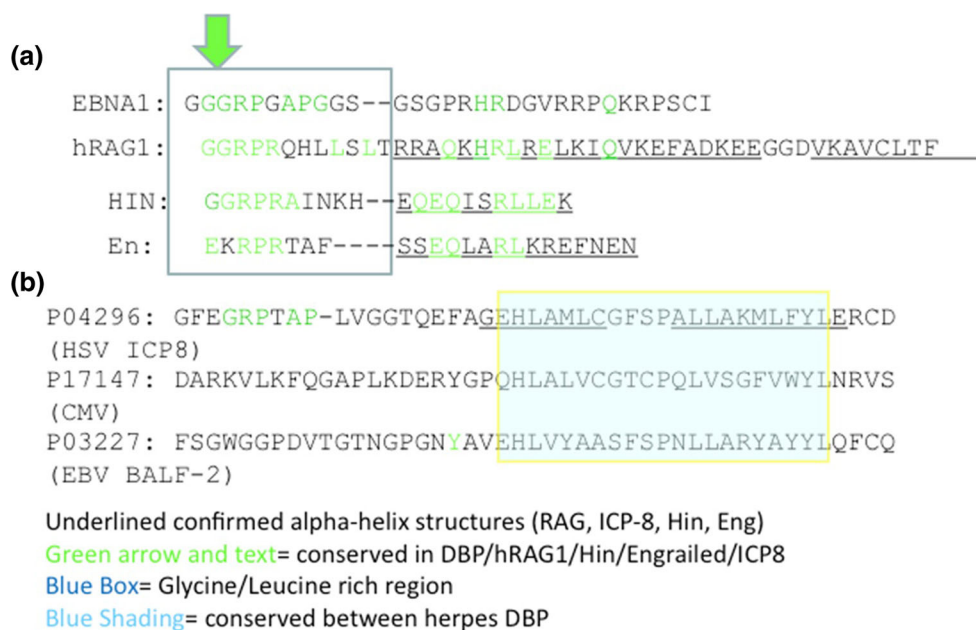 (a)
EBNA1: GGGRPGAPGGS--GSGPRHRDGVRRPQKRPSCI
hRAG1: GGRPRQHLLSLTRRAQKHRLRELKIQVKEFADKEEGGDVKAVCLTF
HIN: GGRPRAINKH--EQEQISRLLEK
En: EKRPRTAF----SSEQLARLKREFNEN
(b)
P04296: GFEGRPTAP-LVGGTQEFAGEHLAMLCGFSPALLAKMLFYLERCD
(HSV ICP8)
P17147: DARKVLKFQGAPLKDERYGPQHLALVCGTCPQLVSGFVWYLNRVS
(CMV)
P03227: FSGWGGPDVTGTNGPGNYAVEHLVYAASFSPNLLARYAYYLQFCQ
(EBV BALF-2)
Underlined confirmed alpha-helix structures (RAG, ICP-8, Hin, Eng)
Green arrow and text= conserved in DBP/hRAG1/Hin/Engrailed/ICP8
Blue Box= Glycine/Leucine rich region
Blue Shading= conserved between herpes DBP